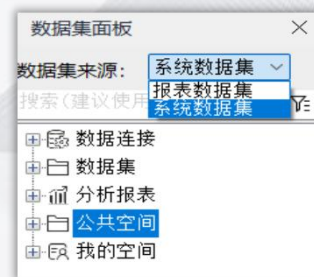 数据集面板
数据集来源： 系统数据集
报表数据集
搜索（建议使用 系统数据集
数据连接
数据集
分析报表
公共空间
我的空间